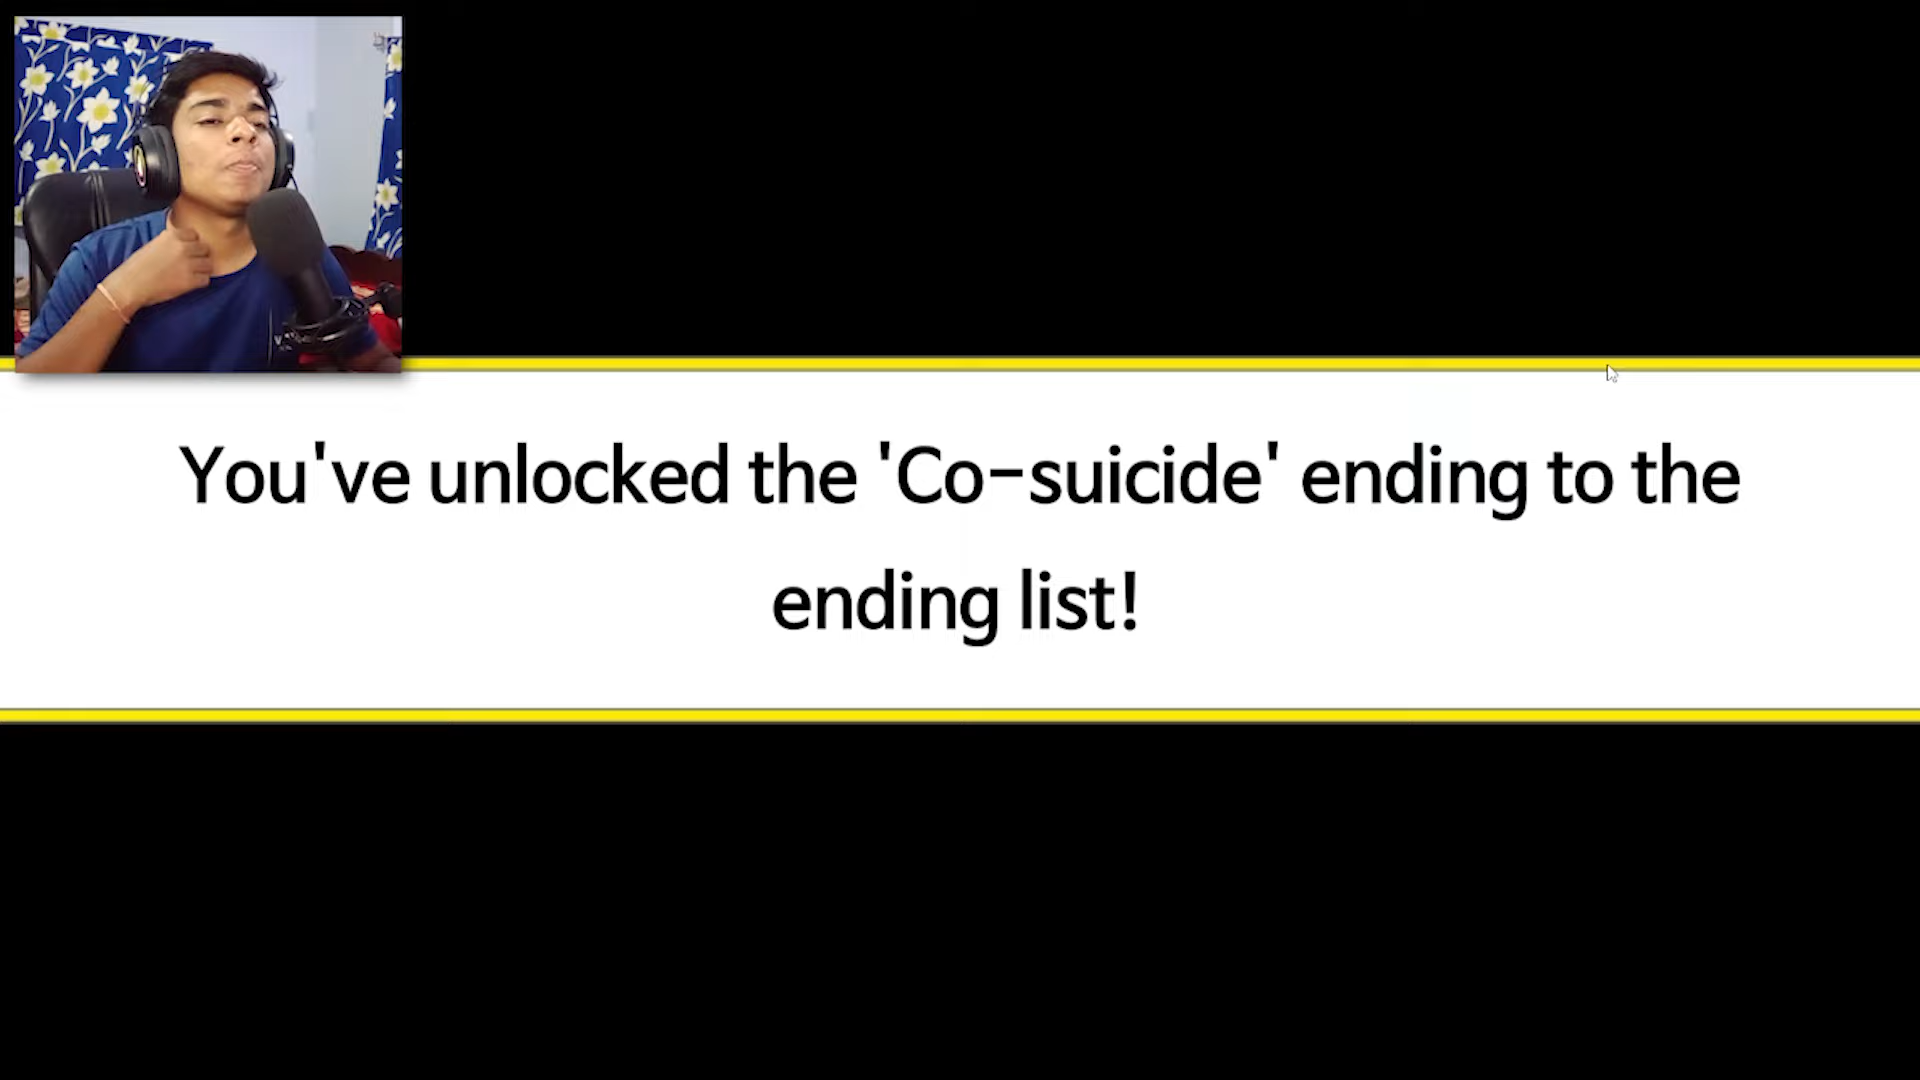 You've unlocked the 'Co-suicide' ending to the
ending list!